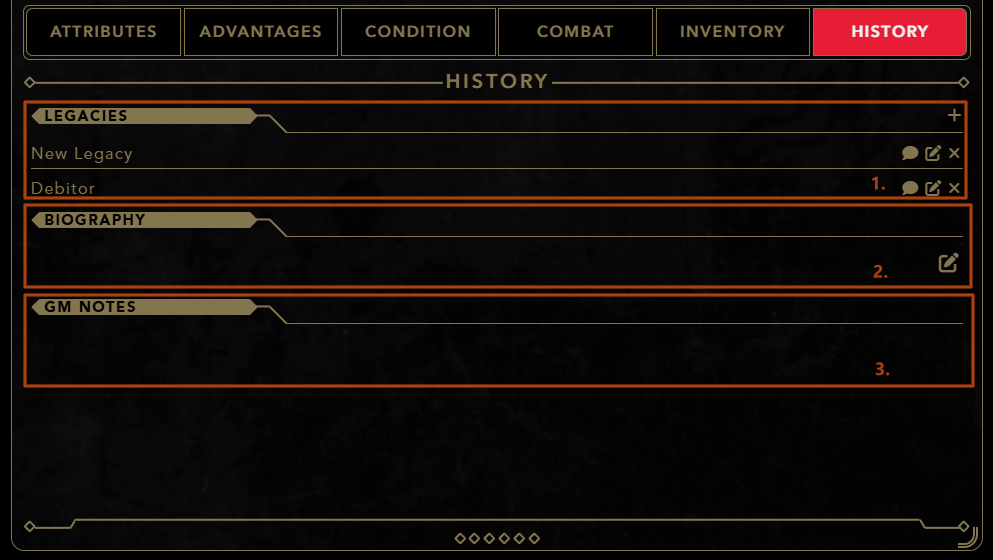 ATTRIBUTES ADVANTAGES CONDITION COMBAT INVENTORY HISTORY
HISTORY
LEGACIES
New Legacy
Debitor 1.
BIOGRAPHY
2.
GM NOTES
3.